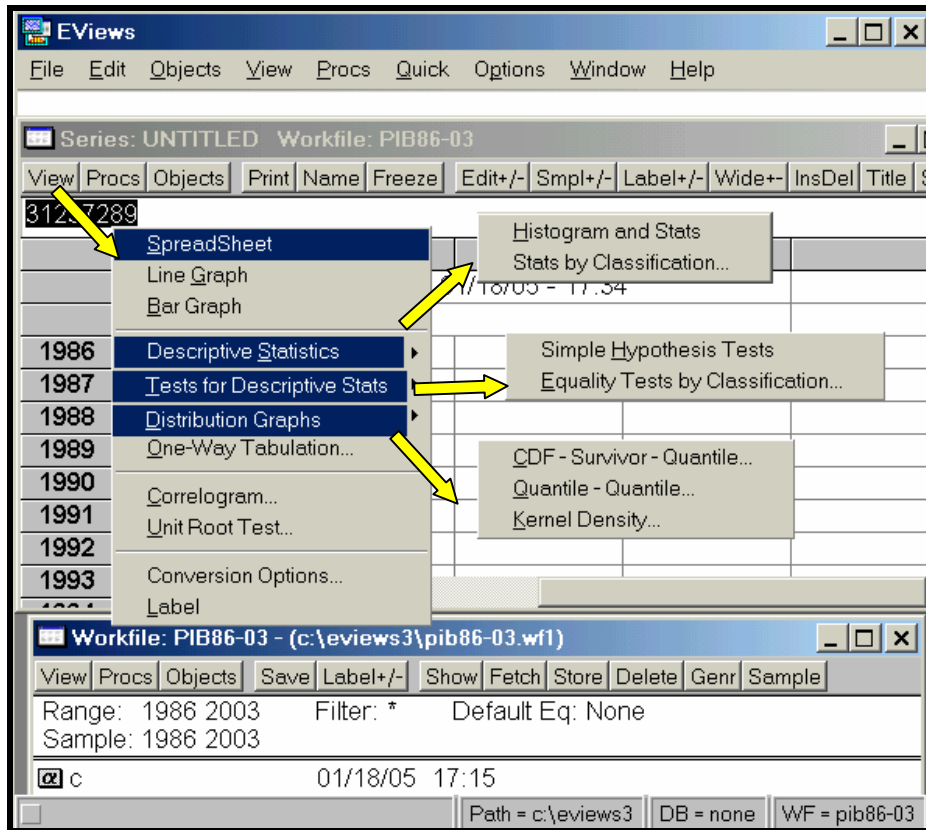 EViews
File Edit Objects View Procs Quick Options Window Help
Series: UNTITLED Workfile: PIB86-03
View Procs Objects Print Name Freeze Edit+/- Smpl+/- Label+/- Wide+- InsDel Title
SpreadSheet
Line Graph
Bar Graph
Descriptive Statistics
Tests for Descriptive Stats
Distribution Graphs
One-Way Tabulation...
Correlogram...
Unit Root Test...
Conversion Options...
Label
Histogram and Stats
Stats by Classification...
Simple Hypothesis Tests
Equality Tests by Classification...
CDF - Survivor - Quantile...
Quantile - Quantile...
Kernel Density...
1986
1987
1988
1989
1990
1991
1992
1993
Workfile: PIB86-03 - (c:\eviews3\pib86-03.wf1)
View Procs Objects Save Label+/- Show Fetch Store Delete Genr Sample
Range: 1986 2003 Filter: * Default Eq: None
Sample: 1986 2003
α c 01/18/05 17:15
Path = c:\eviews3 DB = none WF = pib86-03